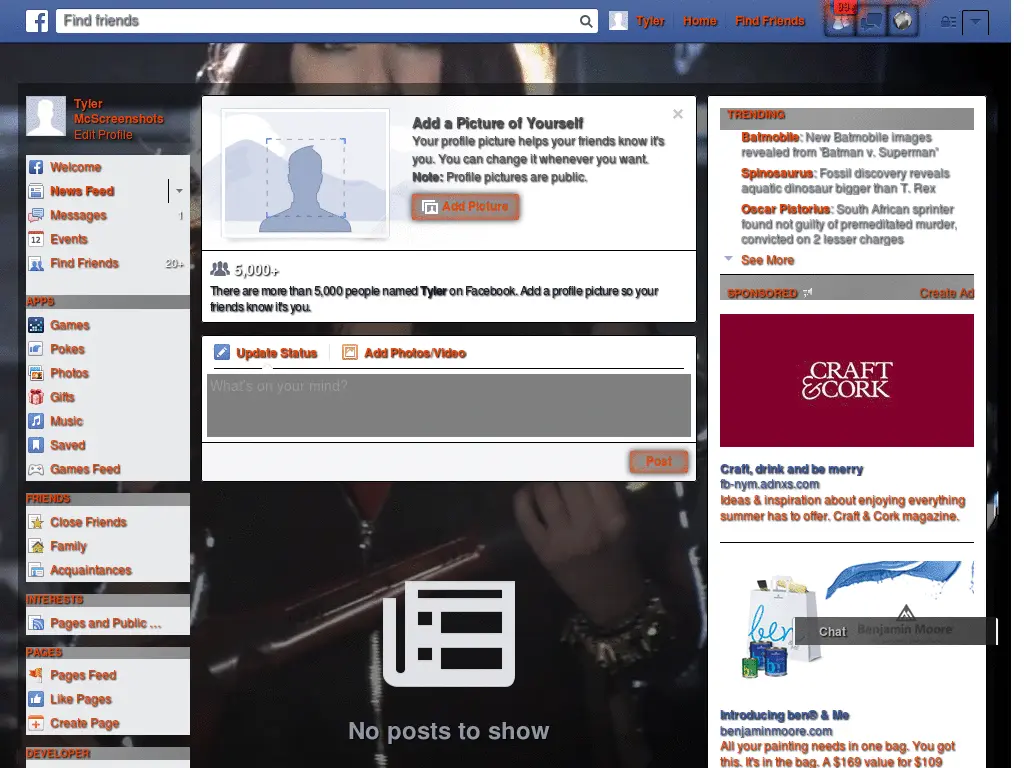 Find friends
Tyler
Home
Find Friends
99+
Tyler
McScreenshots
Edit Profile
Welcome
News Feed
Messages
1
12
Events
Find Friends
20+
APPS
Games
Pokes
Photos
Gifts
Music
Saved
Games Feed
FRIENDS
Close Friends
Family
Acquaintances
INTERESTS
Pages and Public ...
PAGES
Pages Feed
Like Pages
Create Page
DEVELOPER
Add a Picture of Yourself
Your profile picture helps your friends know it's
you. You can change it whenever you want.
Note: Profile pictures are public.
Add Picture
5,000+
There are more than 5,000 people named Tyler on Facebook. Add a profile picture so your
friends know it's you.
Update Status
Add Photos/Video
What's on your mind?
Post
No posts to show
TRENDING
Batmobile: New Batmobile images
revealed from 'Batman v. Superman'
Spinosaurus: Fossil discovery reveals
aquatic dinosaur bigger than T. Rex
Oscar Pistorius: South African sprinter
found not guilty of premeditated murder,
convicted on 2 lesser charges
See More
SPONSORED
Create Ad
CRAFT
&CORK
Craft, drink and be merry
fb-nym.adnxs.com
Ideas & inspiration about enjoying everything
summer has to offer. Craft & Cork magazine.
ben
Chat
Benjamin Moore
Introducing ben® & Me
benjaminmoore.com
All your painting needs in one bag. You got
this. It's in the bag. A $169 value for $109